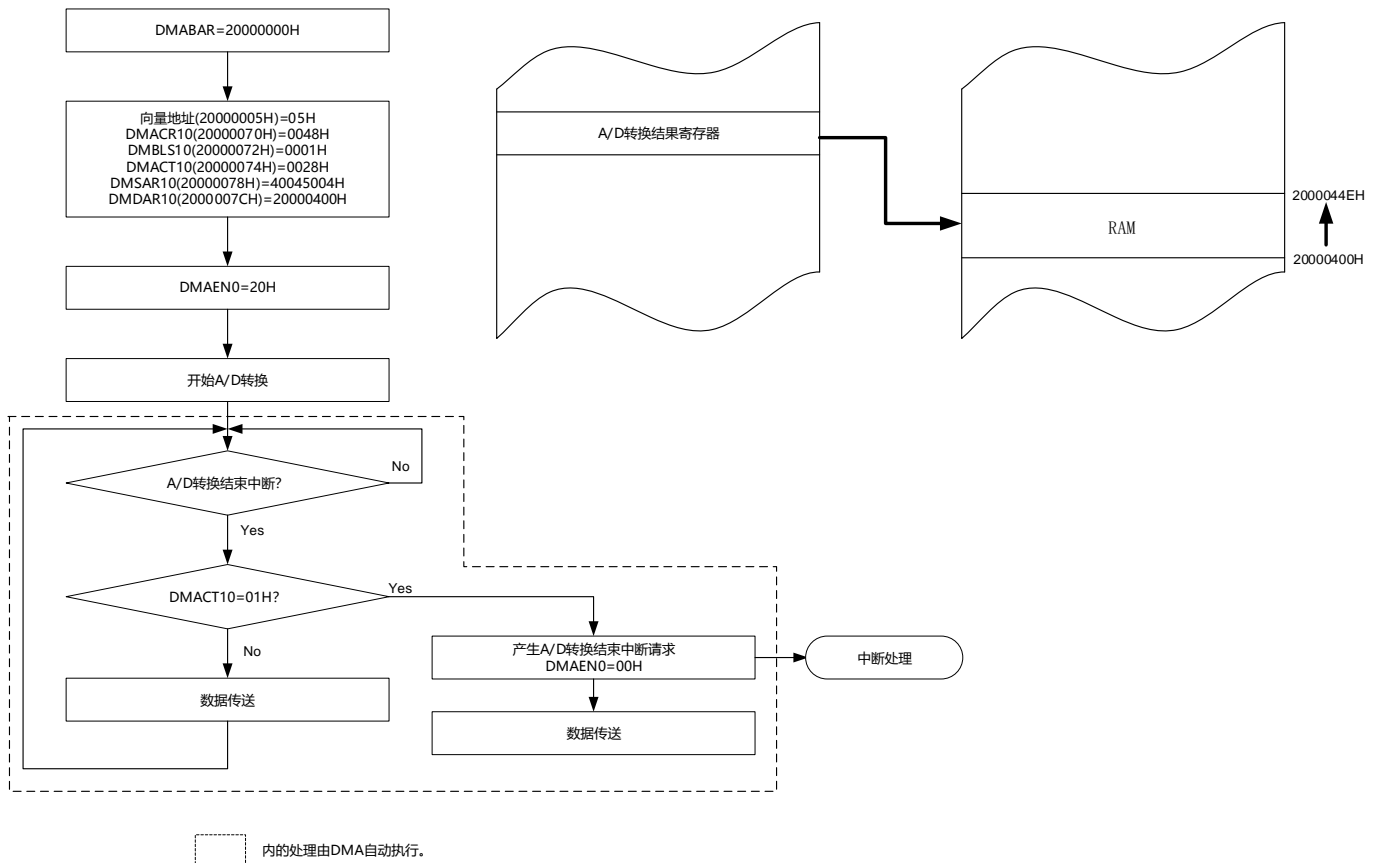 DMABAR=20000000H
向量地址(20000005H)=05H
DMACR10(20000070H)=0048H
DMBLS10(20000072H)=0001H
DMACT10(20000074H)=0028H
DMSAR10(20000078H)=40045004H
DMDAR10(2000007CH)=20000400H
DMAEN0=20H
开始A/D转换
A/D转换结束中断?
No
Yes
DMACT10=01H?
Yes
No
数据传送
产生A/D转换结束中断请求
DMAEN0=00H
数据传送
中断处理
A/D转换结果寄存器
RAM
2000044EH
20000400H
内的处理由DMA自动执行。